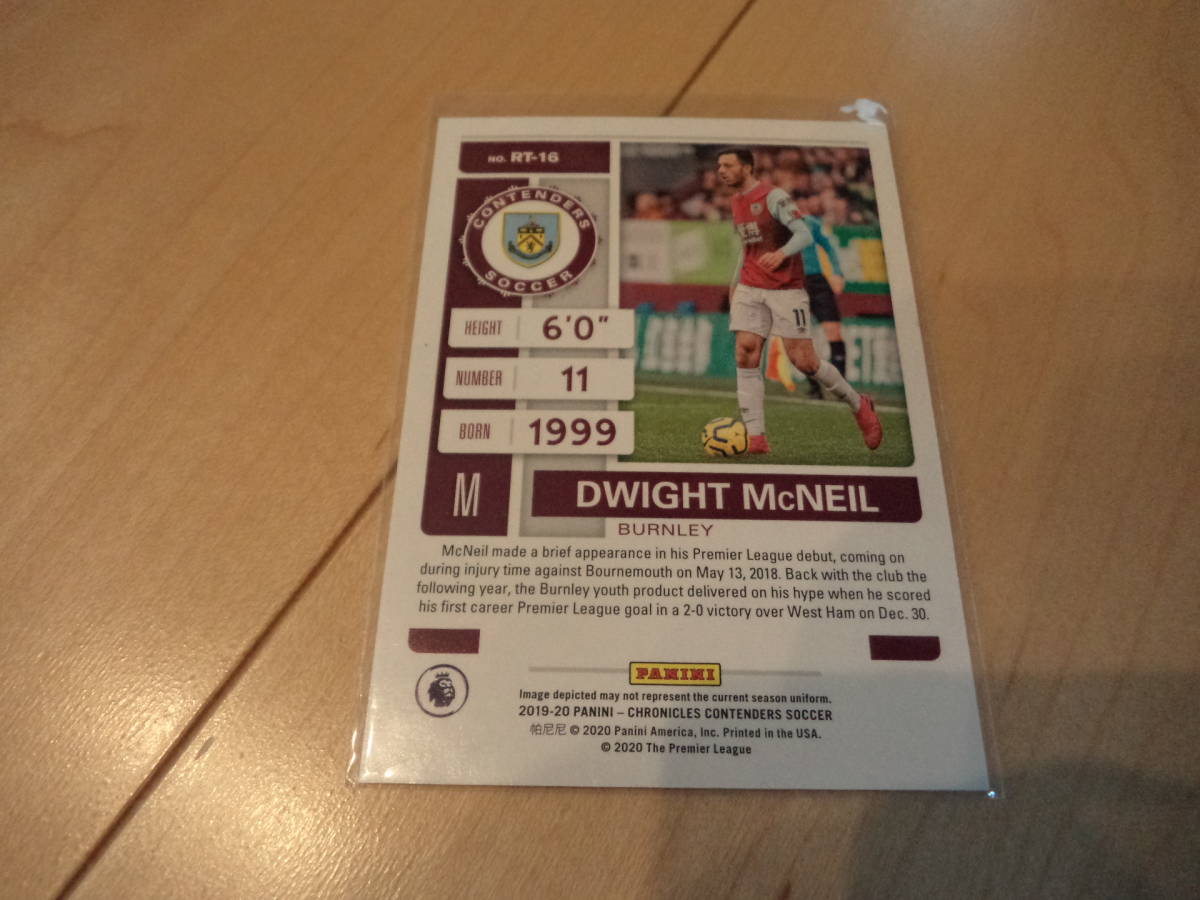 NO. RT-16
CONTENDERS
SOCCER
HEIGHT 6'0"
NUMBER 11
BORN 1999
M
11
DWIGHT McNEIL
BURNLEY
McNeil made a brief appearance in his Premier League debut, coming on
during injury time against Bournemouth on May 13, 2018. Back with the club the
following year, the Burnley youth product delivered on his hype when he scored
his first career Premier League goal in a 2-0 victory over West Ham on Dec. 30.
PANINI
Image depicted may not represent the current season uniform.
2019-20 PANINI – CHRONICLES CONTENDERS SOCCER
帕尼尼 © 2020 Panini America, Inc. Printed in the USA.
© 2020 The Premier League